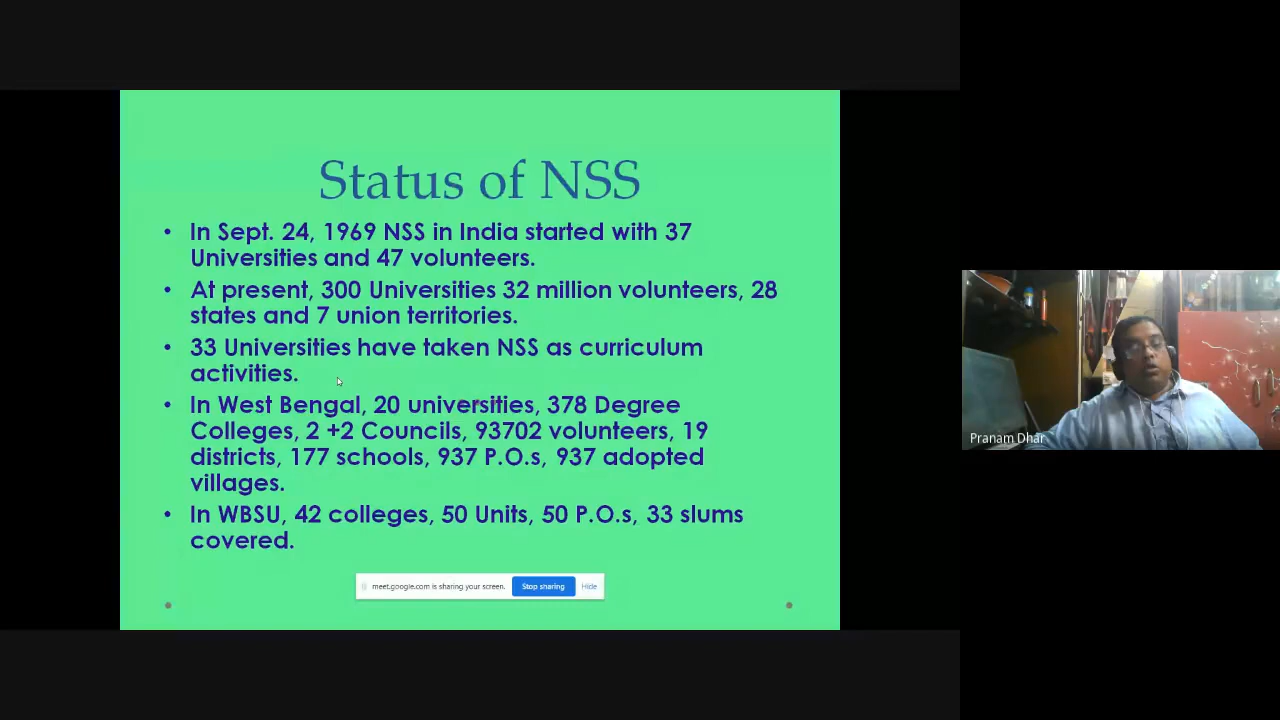 Status of NSS
• In Sept. 24, 1969 NSS in India started with 37
Universities and 47 volunteers.
• At present, 300 Universities 32 million volunteers, 28
states and 7 union territories.
• 33 Universities have taken NSS as curriculum
activities.
• In West Bengal, 20 universities, 378 Degree
Colleges, 2 +2 Councils, 93702 volunteers, 19
districts, 177 schools, 937 P.O.s, 937 adopted
villages.
• In WBSU, 42 colleges, 50 Units, 50 P.O.s, 33 slums
covered.
meet.google.com is sharing your screen. Stop sharing Hide
Pranam Dhar